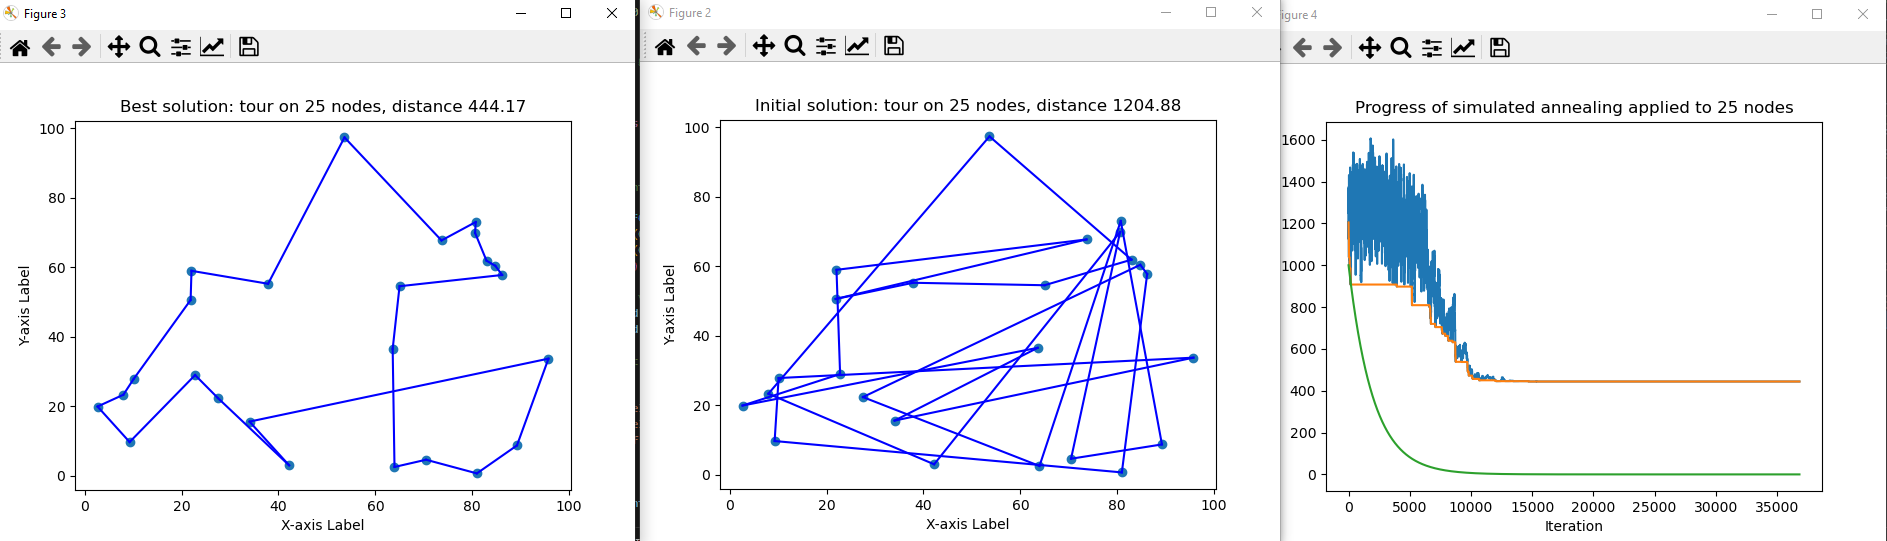 Figure 3
Best solution: tour on 25 nodes, distance 444.17
100
80
60
40
20
0
Y-axis Label
0 20 40 60 80 100
X-axis Label
Figure 2
Initial solution: tour on 25 nodes, distance 1204.88
100
80
60
40
20
0
Y-axis Label
0 20 40 60 80 100
X-axis Label
igure 4
Progress of simulated annealing applied to 25 nodes
1600
1400
1200
1000
800
600
400
200
0
0 5000 10000 15000 20000 25000 30000 35000
Iteration